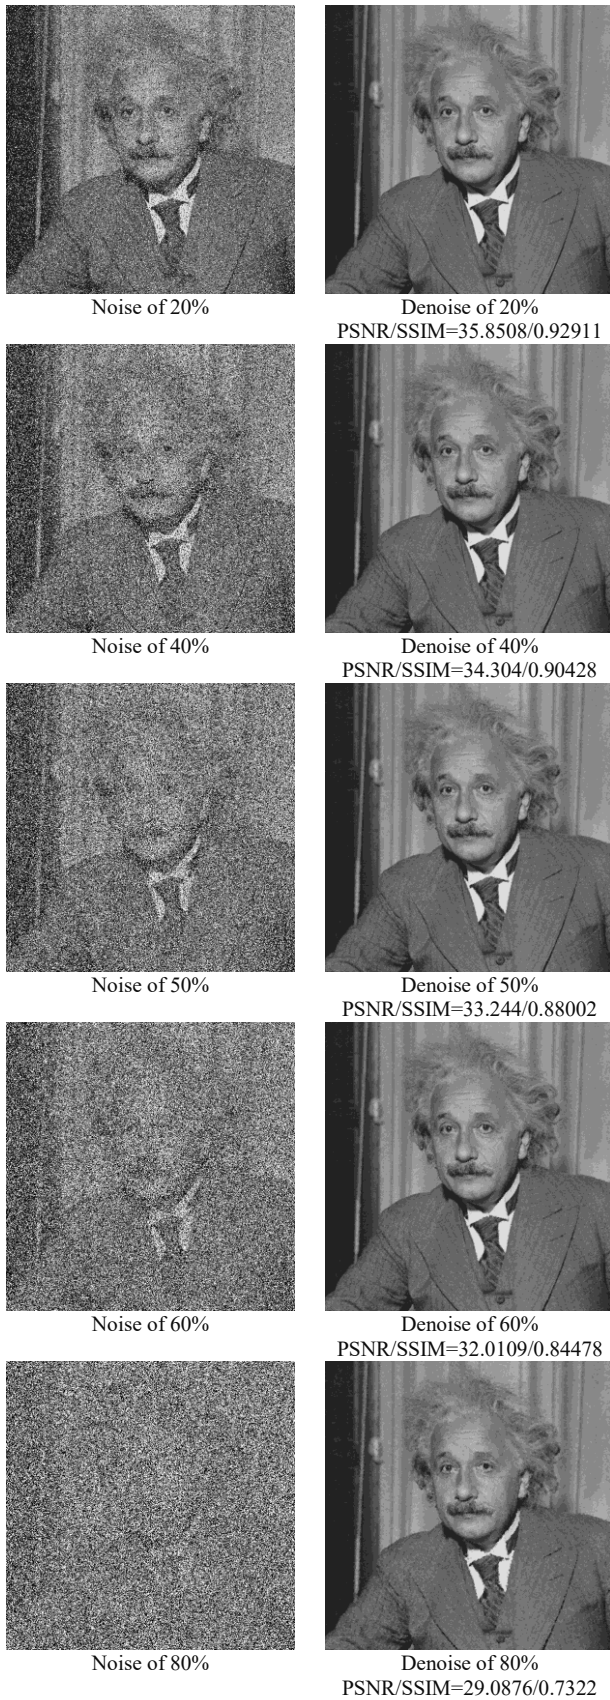 Noise of 20%
Denoise of 20%
PSNR/SSIM=35.8508/0.92911
Noise of 40%
Denoise of 40%
PSNR/SSIM=34.304/0.90428
Noise of 50%
Denoise of 50%
PSNR/SSIM=33.244/0.88002
Noise of 60%
Denoise of 60%
PSNR/SSIM=32.0109/0.84478
Noise of 80%
Denoise of 80%
PSNR/SSIM=29.0876/0.7322